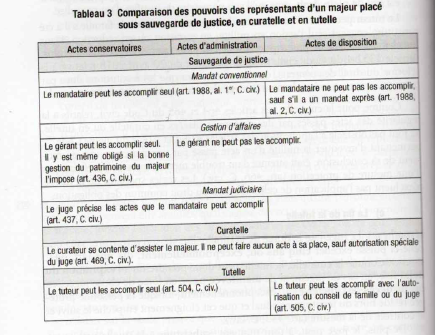 Tableau 3 Comparaison des pouvoirs des représentants d'un majeur placé
sous sauvegarde de justice, en curatelle et en tutelle
Actes conservatoires
Actes d'administration
Actes de disposition
Sauvegarde de justice
Mandat conventionnel
Le mandataire peut les accomplir seul (art. 1988, al. 1er, C. civ.)
Le mandataire ne peut pas les accomplir,
sauf s'il a un mandat exprès (art. 1988,
al. 2, C. civ.)
Gestion d'affaires
Le gérant peut les accomplir seul.
Il y est même obligé si la bonne
gestion du patrimoine du majeur
l'impose (art. 436, C. civ.)
Le gérant ne peut pas les accomplir.
Mandat judiciaire
Le juge précise les actes que le mandataire peut accomplir
(art. 437, C. civ.)
Curatelle
Le curateur se contente d'assister le majeur. Il ne peut faire aucun acte à sa place, sauf autorisation spéciale
du juge (art. 469, C. civ.).
Tutelle
Le tuteur peut les accomplir seul (art. 504, C. civ.)
Le tuteur peut les accomplir avec l'auto-
risation du conseil de famille ou du juge
(art. 505, C. civ.)